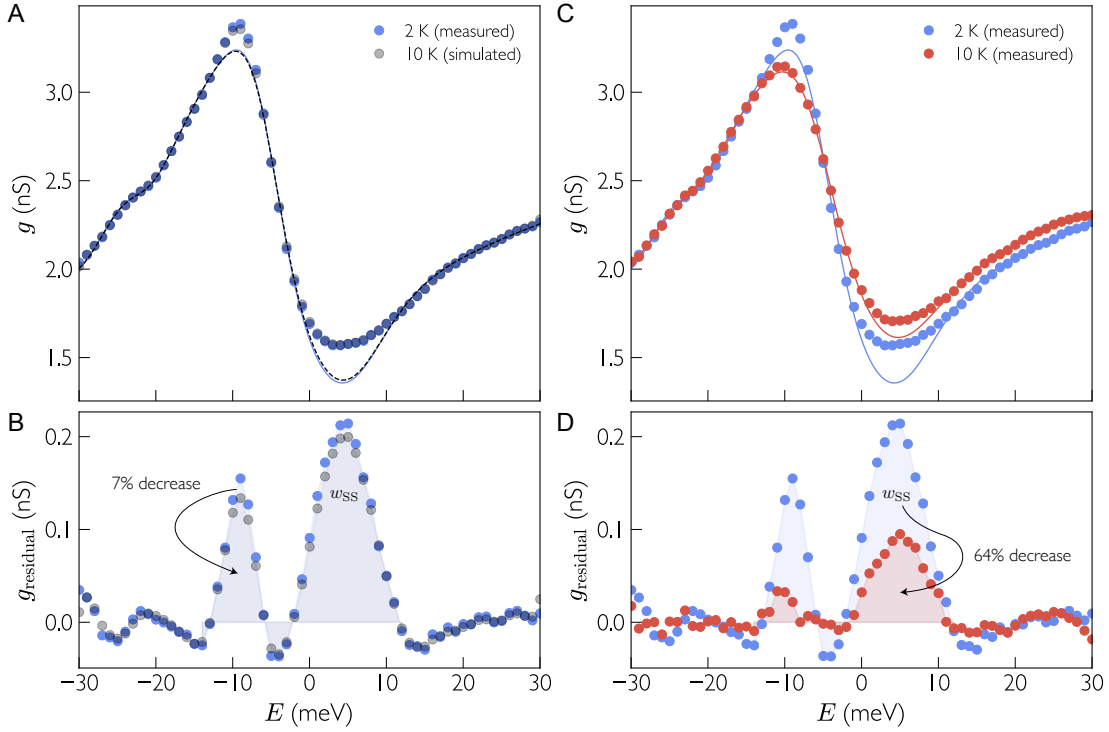 A
2 K (measured)
10 K (simulated)
g (nS)
3.0
2.5
2.0
1.5
B
7% decrease
w_SS
g_residual (nS)
0.2
0.1
0.0
−30 −20 −10 0 10 20 30
E (meV)
C
2 K (measured)
10 K (measured)
g (nS)
3.0
2.5
2.0
1.5
D
w_SS
64% decrease
g_residual (nS)
0.2
0.1
0.0
−30 −20 −10 0 10 20 30
E (meV)